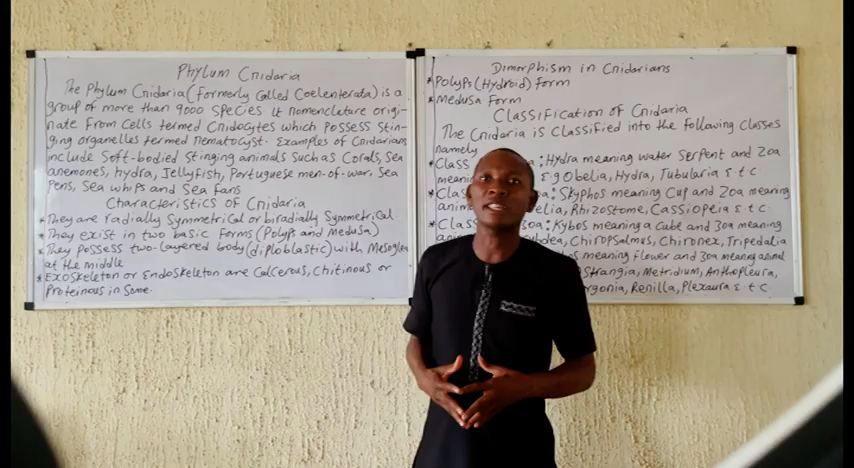 Phylum Cnidaria
The Phylum Cnidaria (formerly Called Coelenterata) is a
group of more than 9000 Species it nomenclature origi-
nate from Cells termed Cnidocytes which Possess Stin-
ging organelles termed Nematocyst. Examples of Cnidarians
include Soft-bodied Stinging animals Such as Corals, Sea
anemones, hydra, Jellyfish, Portuguese men-of-war, Sea
Pens, Sea whips and Sea fans
Characteristics of Cnidaria
* They are radially Symmetrical or biradially Symmetrical
* They exist in two basic forms (Polyps and Medusa)
* They Possess two-layered body (diploblastic) with Mesoglea
at the middle
* Exoskeleton or Endoskeleton are Calcerous, Chitinous or
Proteinous in Some.
Dimorphism in Cnidarians
* Polyps (Hydroid) form
* Medusa form
Classification of Cnidaria
The Cnidaria is Classified into the following Classes
namely
* Class : Hydra meaning water Serpent and Zoa
E.g Obelia, Hydra, Tubularia E t c
: Skyphos meaning Cup and Zoa meaning
Rhizostome, Cassiopeia E t c
* Class : Kybos meaning a Cube and Zoa meaning
Chiropsalmus, Chironex, Tripedalia
meaning flower and Zoa meaning animal
Metridium, Anthopleura,
Renilla, Plexaura E t c